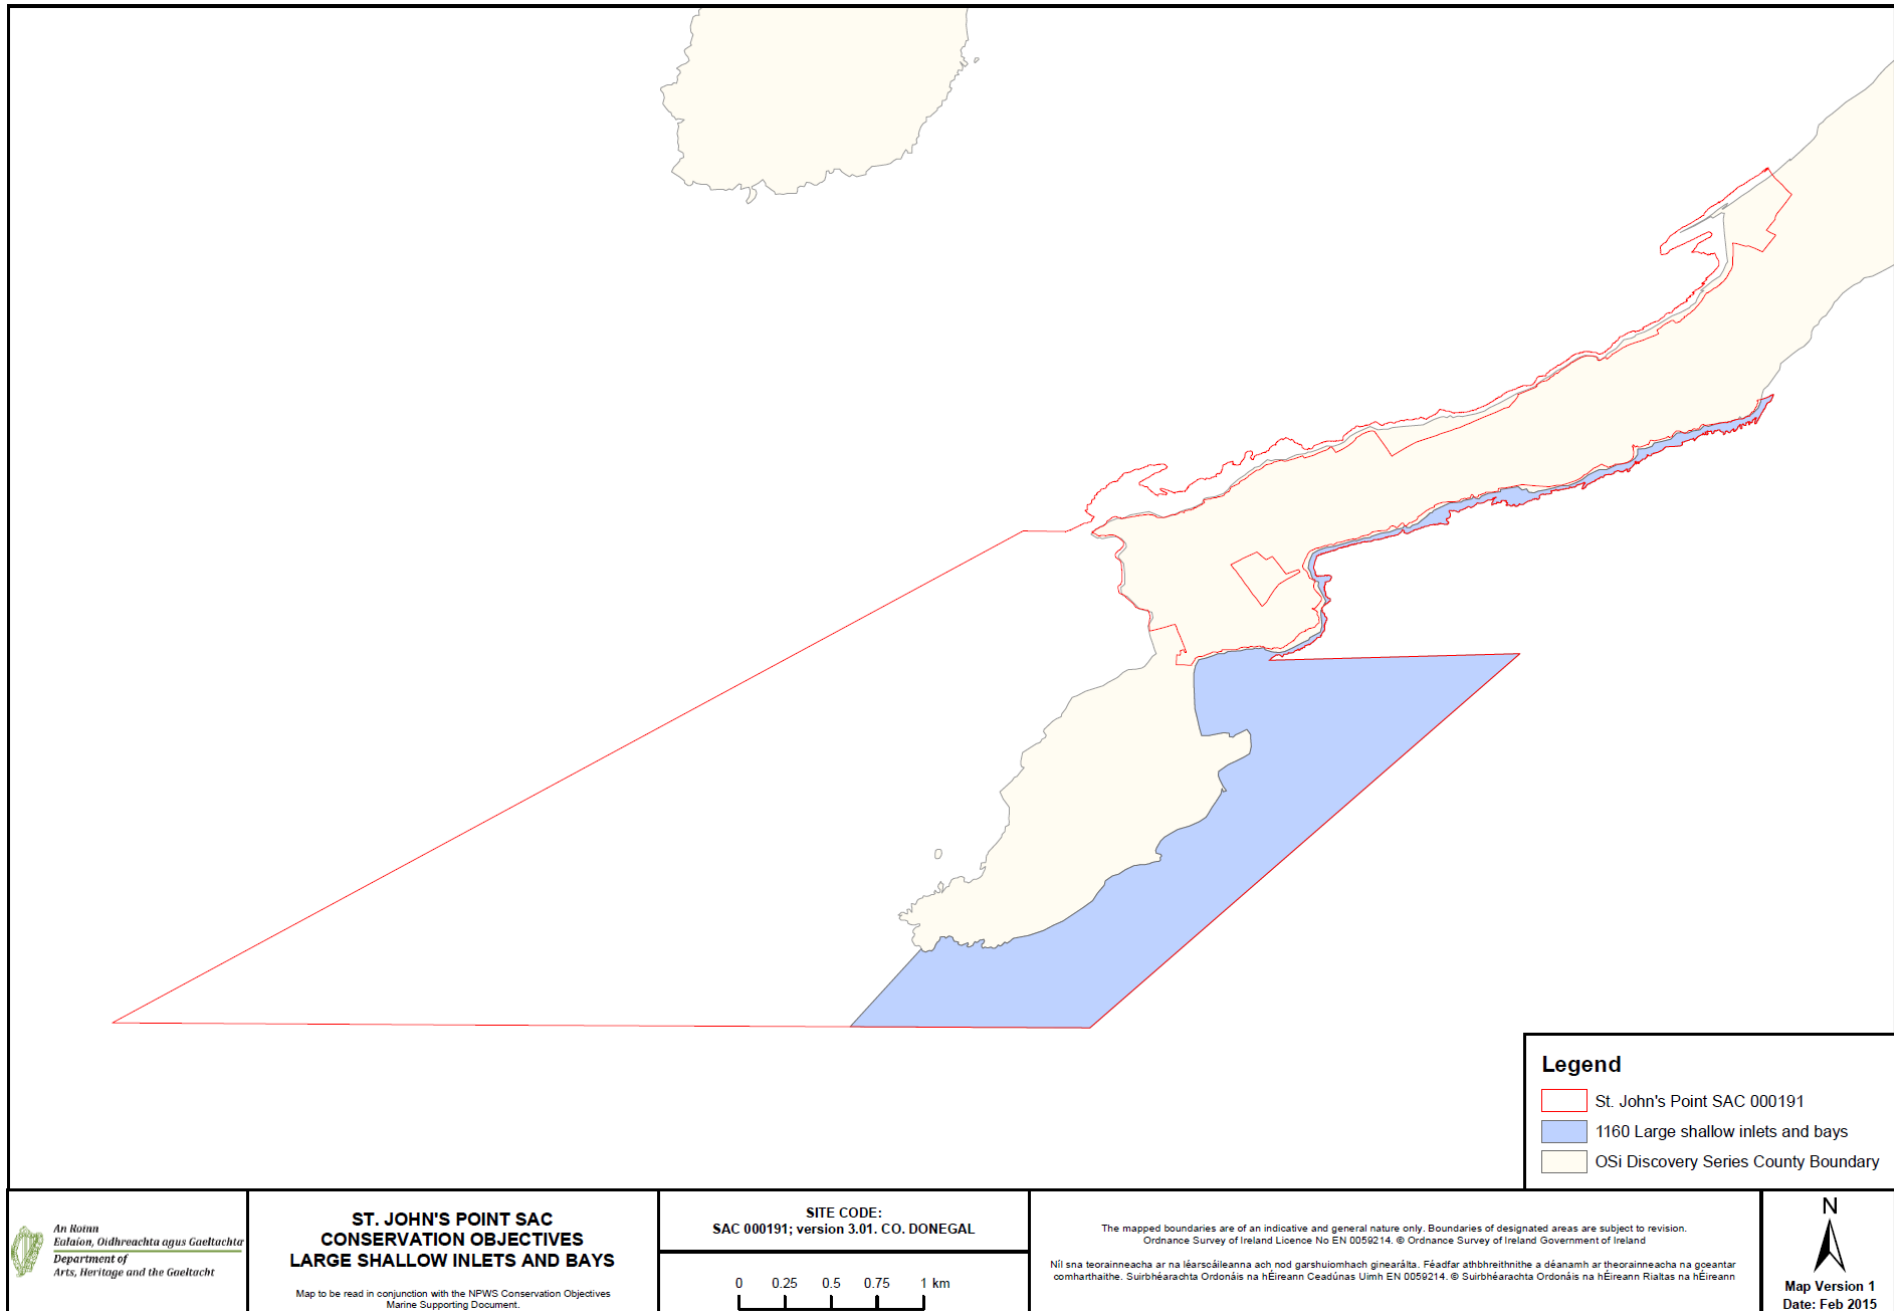 Legend
St. John's Point SAC 000191
1160 Large shallow inlets and bays
OSi Discovery Series County Boundary
An Roinn
Ealaíon, Oidhreachta agus Gaeltachta
Department of
Arts, Heritage and the Gaeltacht
ST. JOHN'S POINT SAC
CONSERVATION OBJECTIVES
LARGE SHALLOW INLETS AND BAYS
Map to be read in conjunction with the NPWS Conservation Objectives
Marine Supporting Document.
SITE CODE:
SAC 000191; version 3.01. CO. DONEGAL
0 0.25 0.5 0.75 1 km
The mapped boundaries are of an indicative and general nature only. Boundaries of designated areas are subject to revision.
Ordnance Survey of Ireland Licence No EN 0059214. © Ordnance Survey of Ireland Government of Ireland
Níl sna teorainneacha ar na léarscáileanna ach nod garshuiomhach ginearálta. Féadfar athbhreithnithe a déanamh ar theorainneacha na gceantar
comharthaithe. Suirbhéarachta Ordonáis na hÉireann Ceadúnas Uimh EN 0059214. © Suirbhéarachta Ordonáis na hÉireann Rialtas na hÉireann
N
Map Version 1
Date: Feb 2015